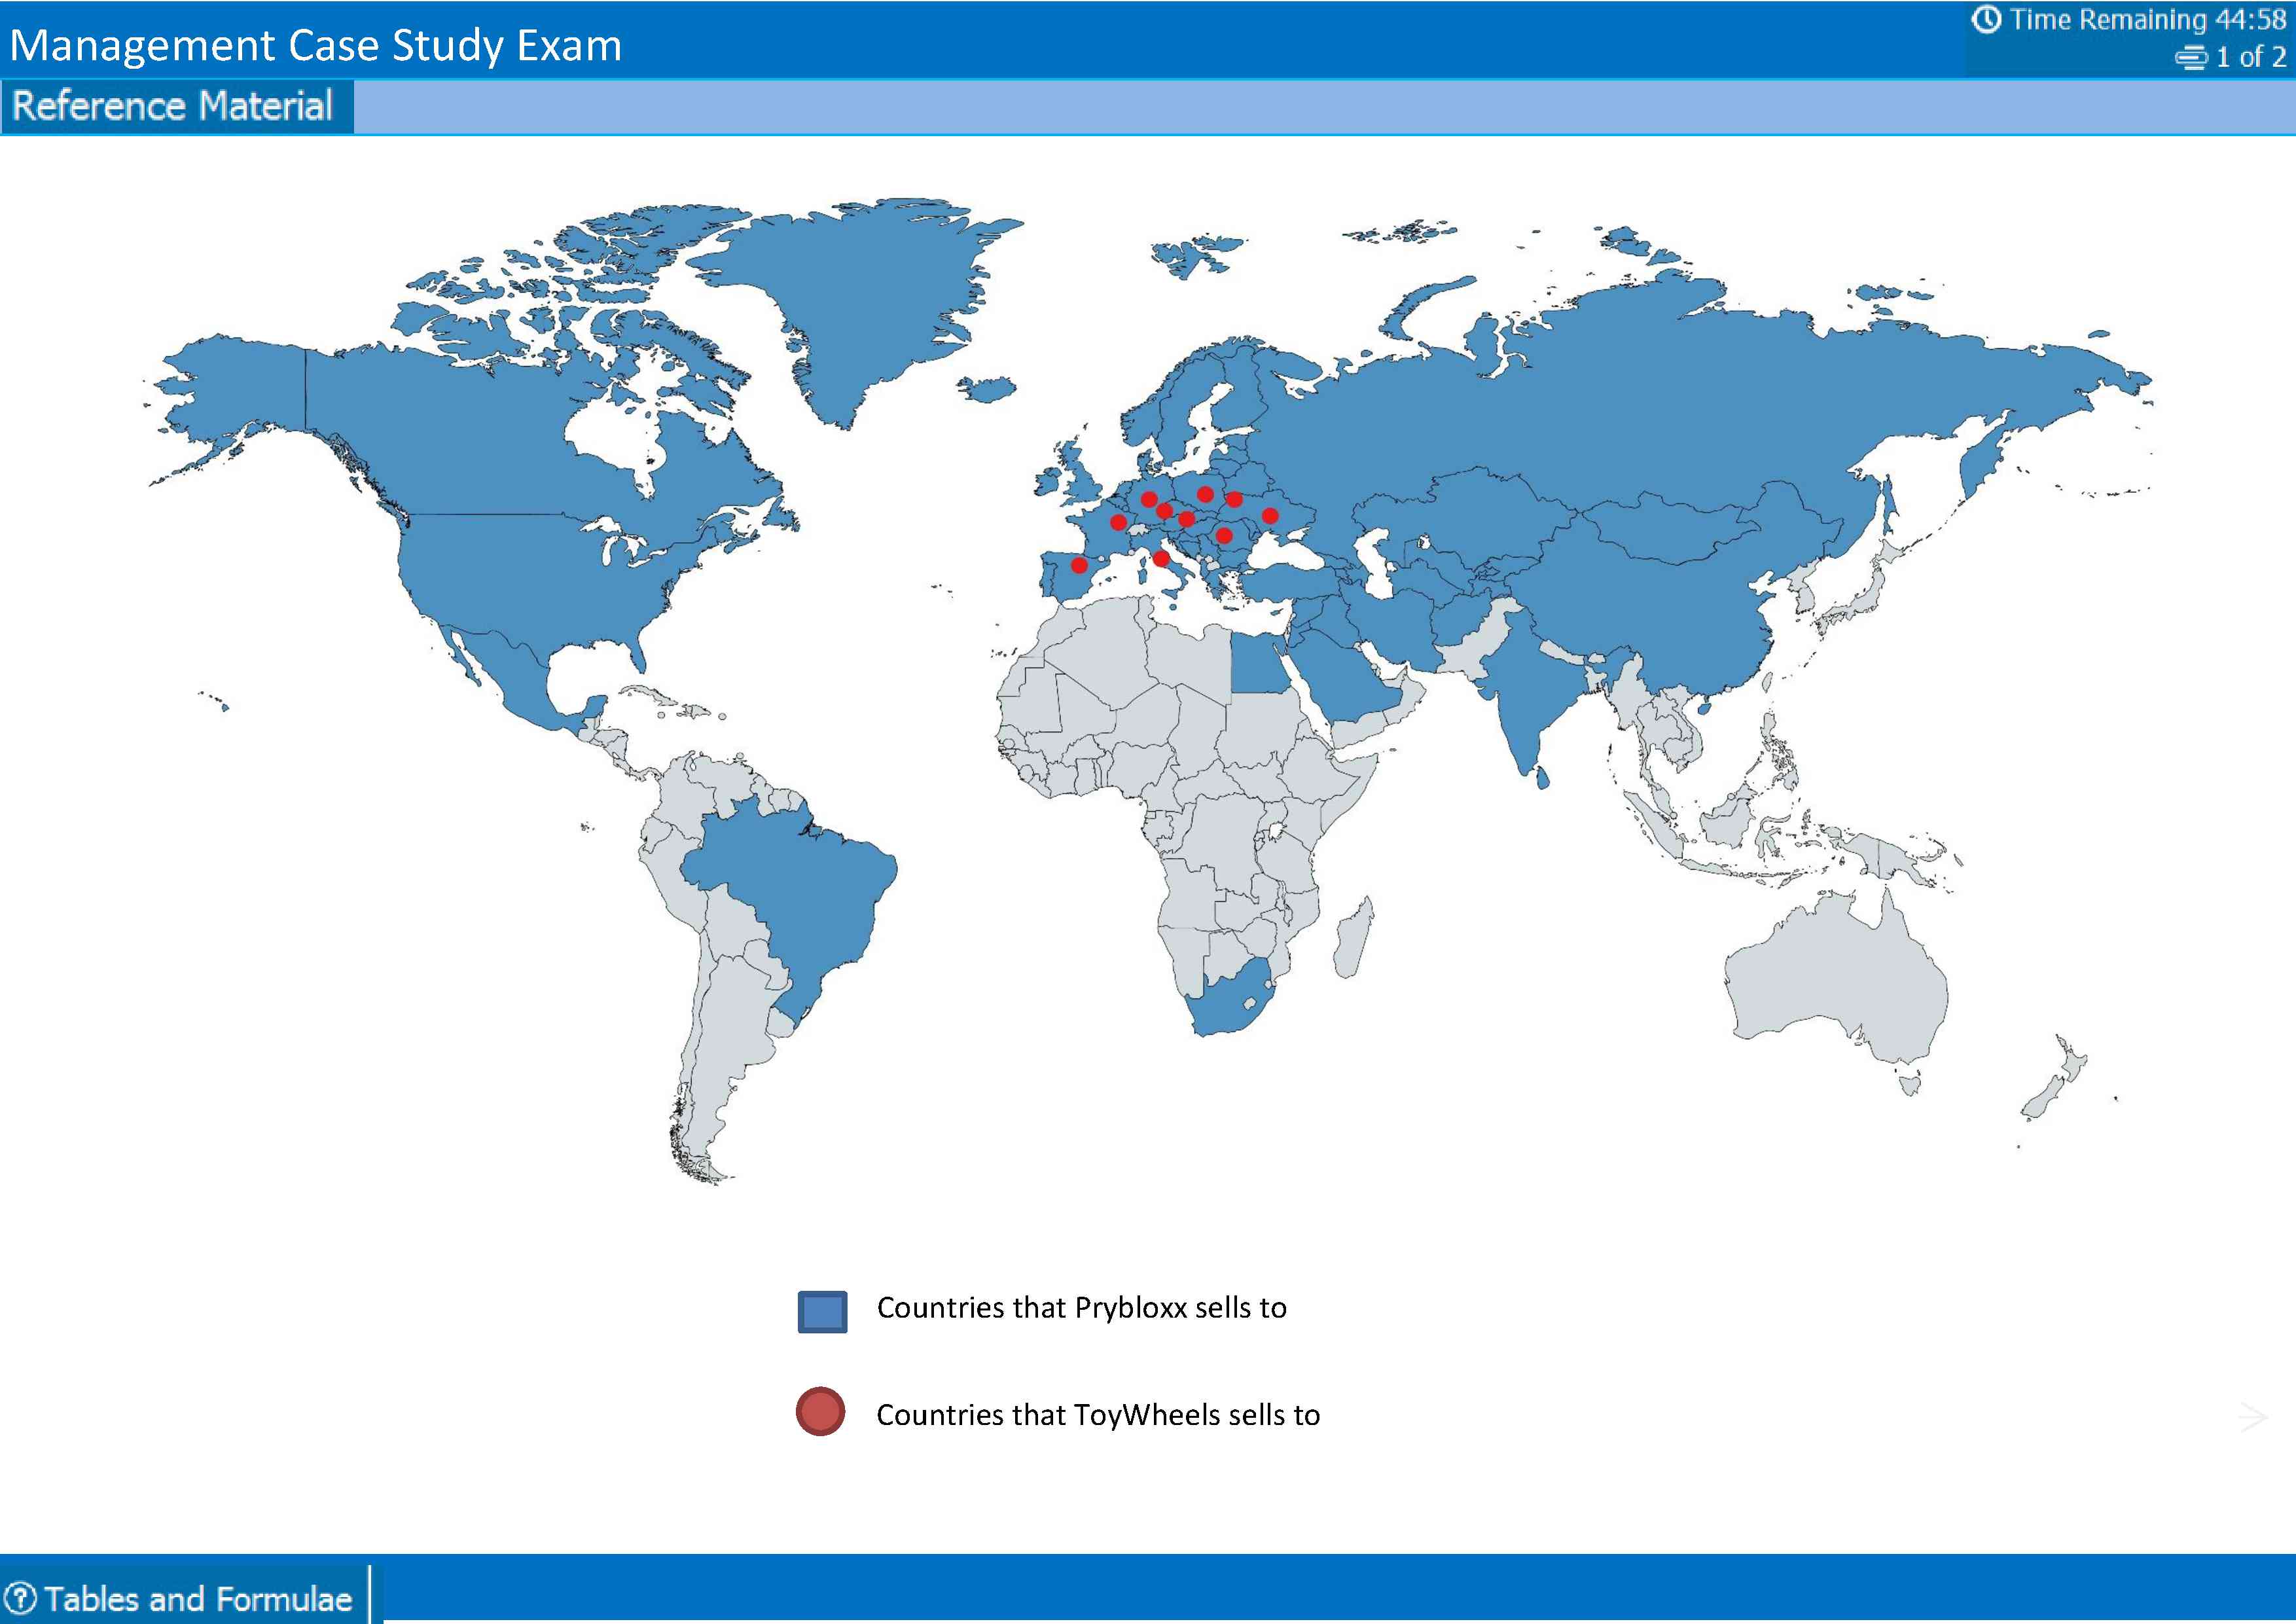 Management Case Study Exam
Time Remaining 44:58
1 of 2
Reference Material
Countries that Prybloxx sells to
Countries that ToyWheels sells to
Tables and Formulae